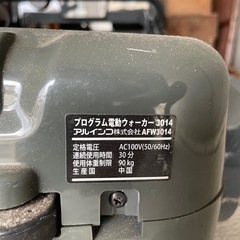 プログラム電動ウォーカー3014
アルインコ株式会社 AFW3014
定格電圧 AC100V(50/60Hz)
連続使用時間 30分
使用体重制限 90kg
生産国 中国